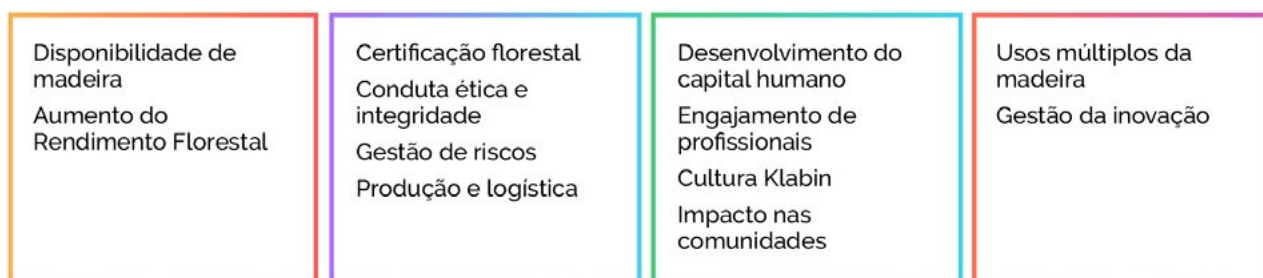 Disponibilidade de
madeira
Aumento do
Rendimento Florestal
Certificação florestal
Conduta ética e
integridade
Gestão de riscos
Produção e logística
Desenvolvimento do
capital humano
Engajamento de
profissionais
Cultura Klabin
Impacto nas
comunidades
Usos múltiplos da
madeira
Gestão da inovação